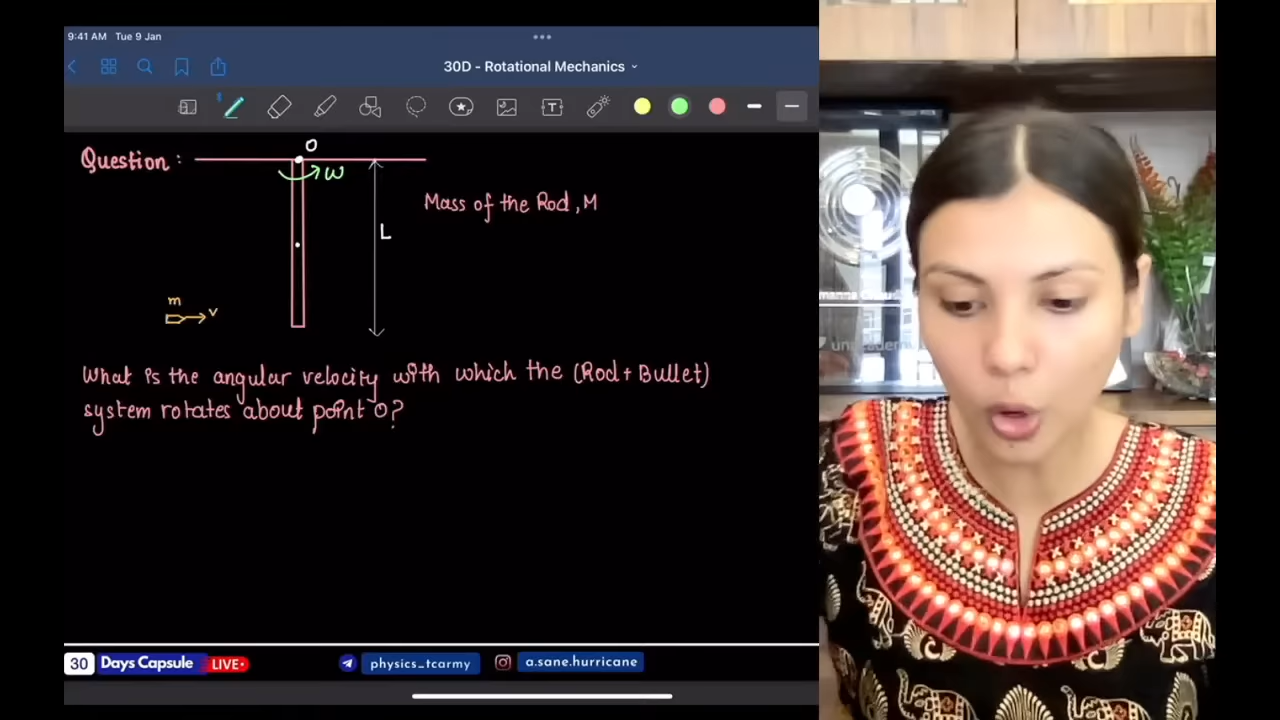 9:41 AM Tue 9 Jan
30D - Rotational Mechanics
Question :
O
ω
Mass of the Rod, M
L
m
v
What is the angular velocity with which the (Rod + Bullet)
system rotates about point O?
30 Days Capsule LIVE
physics_tcarmy
a.sane.hurricane